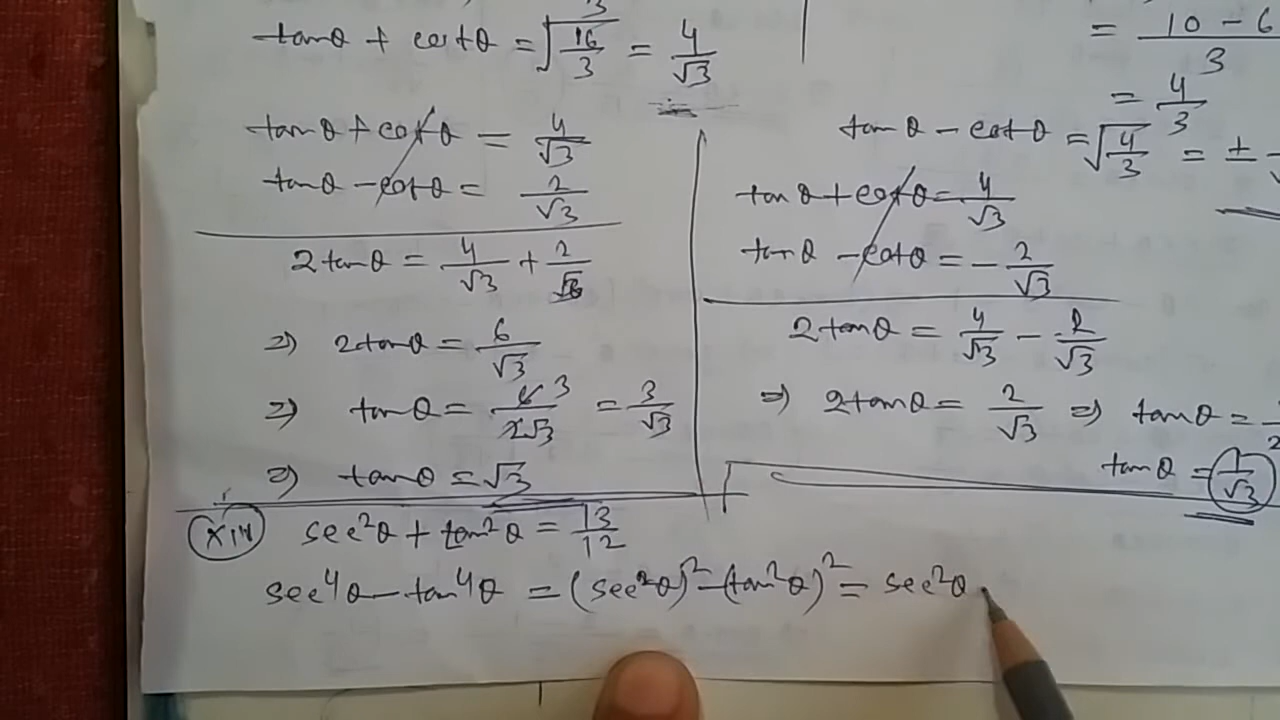 tanθ + cotθ = √16/3 = 4/√3
tanθ + cotθ = 4/√3
tanθ - cotθ = 2/√3
2tanθ = 4/√3 + 2/√3
⇒ 2tanθ = 6/√3
⇒ tanθ = 6 3/2√3 = 3/√3
⇒ tanθ = √3
= 10 - 6/3
= 4/3
tanθ - cotθ = √4/3 = ±
tanθ + cotθ = 4/√3
tanθ - cotθ = - 2/√3
2tanθ = 4/√3 - 2/√3
⇒ 2tanθ = 2/√3 ⇒ tanθ =
tanθ = 1/√3
sec²θ + tan²θ = 13/12
sec⁴θ - tan⁴θ = (sec²θ)² - (tan²θ)² = sec²θ